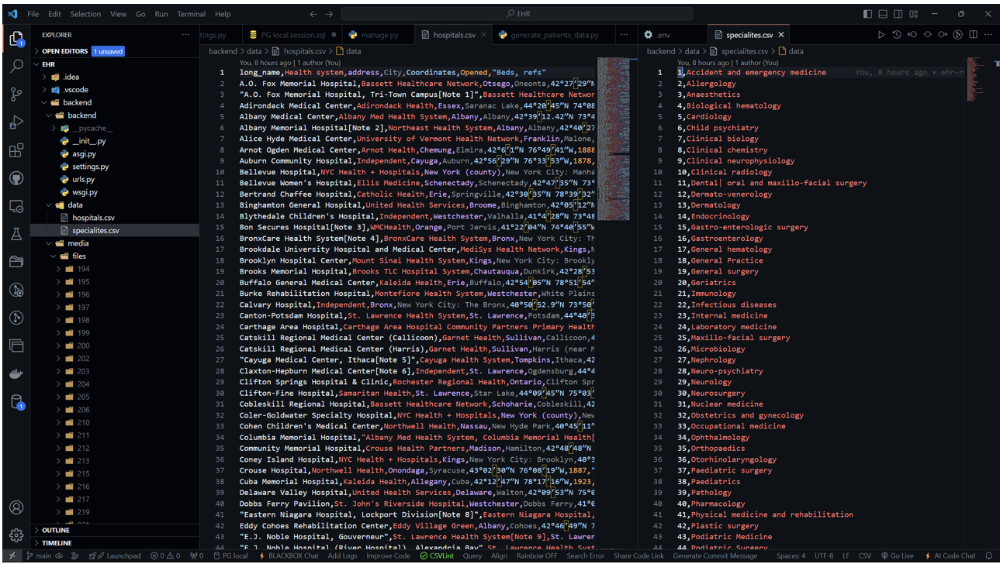 File Edit Selection View Go Run Terminal Help
EHR
EXPLORER
OPEN EDITORS 1 unsaved
EHR
.idea
.vscode
backend
backend
__pycache__
__init__.py
asgi.py
settings.py
urls.py
wsgi.py
data
hospitals.csv
specialites.csv
media
files
194
195
196
197
198
199
200
202
203
204
205
206
210
211
212
213
215
216
217
219
OUTLINE
TIMELINE
tings.py PG local.session.sql manage.py hospitals.csv generate_patients_data.py
backend > data > hospitals.csv > data
You, 8 hours ago | 1 author (You)
1 long_name,Health system,address,City,Coordinates,Opened,"Beds, refs"
2 A.O. Fox Memorial Hospital,Bassett Healthcare Network,Otsego,Oneonta,42°27′29″N
3 "A.O. Fox Memorial Hospital, Tri-Town Campus[Note 1]",Bassett Healthcare Networ
4 Adirondack Medical Center,Adirondack Health,Essex,Saranac Lake,44°20′45″N 74°08
5 Albany Medical Center,Albany Med Health System,Albany,Albany,42°39′12.42″N 73°4
6 Albany Memorial Hospital[Note 2],Northeast Health System,Albany,Albany,42°40′27
7 Alice Hyde Medical Center,University of Vermont Health Network,Franklin,Malone,
8 Arnot Ogden Medical Center,Arnot Health,Chemung,Elmira,42°6′1″N 76°49′41″W,1888
9 Auburn Community Hospital,Independent,Cayuga,Auburn,42°56′29″N 76°33′53″W,1878,
10 Bellevue Hospital,NYC Health + Hospitals,New York (county),New York City: Manha
11 Bellevue Women's Hospital,Ellis Medicine,Schenectady,Schenectady,42°47′35″N 73°
12 Bertrand Chaffee Hospital,Catholic Health,Erie,Springville,42°30′35″N 78°39′32″
13 Binghamton General Hospital,United Health Services,Broome,Binghamton,42°05′12″N
14 Blythedale Children's Hospital,Independent,Westchester,Valhalla,41°4′28″N 73°48
15 Bon Secures Hospital[Note 3],WMCHealth,Orange,Port Jervis,41°22′04″N 74°40′55″W
16 BronxCare Health System[Note 4],BronxCare Health System,Bronx,New York City: Th
17 Brookdale University Hospital and Medical Center,MediSys Health Network,Kings,N
18 Brooklyn Hospital Center,Mount Sinai Health System,Kings,New York City: Brookly
19 Brooks Memorial Hospital,Brooks TLC Hospital System,Chautauqua,Dunkirk,42°28′53
20 Buffalo General Medical Center,Kaleida Health,Erie,Buffalo,42°54′05″N 78°51′54″
21 Burke Rehabilitation Hospital,Montefiore Health System,Westchester,White Plains
22 Calvary Hospital,Independent,Bronx,New York City: The Bronx,40°50′52.9″N 73°50′
23 Canton-Potsdam Hospital,St. Lawrence Health System,St. Lawrence,Potsdam,44°40′3
24 Carthage Area Hospital,Carthage Area Hospital Community Partners Primary Health
25 Catskill Regional Medical Center (Callicoon),Garnet Health,Sullivan,Callicoon,4
26 Catskill Regional Medical Center (Harris),Garnet Health,Sullivan,Harris (near M
27 "Cayuga Medical Center, Ithaca[Note 5]",Cayuga Health System,Tompkins,Ithaca,42
28 Claxton-Hepburn Medical Center[Note 6],Independent,St. Lawrence,Ogdensburg,44°4
29 Clifton Springs Hospital & Clinic,Rochester Regional Health,Ontario,Clifton Spr
30 Clifton-Fine Hospital,Samaritan Health,St. Lawrence,Star Lake,44°09′45″N 75°03′
31 Cobleskill Regional Hospital,Bassett Healthcare Network,Schoharie,Cobleskill,42
32 Coler-Goldwater Specialty Hospital,NYC Health + Hospitals,New York (county),New
33 Cohen Children's Medical Center,Northwell Health,Nassau,New Hyde Park,40°45′11″
34 Columbia Memorial Hospital,"Albany Med Health System, Columbia Memorial Health[
35 Community Memorial Hospital,Crouse Health Partners,Madison,Hamilton,42°48′48″N
36 Coney Island Hospital,NYC Health + Hospitals,Kings,New York City: Brooklyn,40°3
37 Crouse Hospital,Northwell Health,Onondaga,Syracuse,43°02′30″N 76°08′19″W,1887,"
38 Cuba Memorial Hospital,Kaleida Health,Allegany,Cuba,42°12′47″N 78°17′16″W,1923,
39 Delaware Valley Hospital,United Health Services,Delaware,Walton,42°09′53″N 75°0
40 Dobbs Ferry Pavilion,St. John's Riverside Hospital,Westchester,Dobbs Ferry,41°0
41 "Eastern Niagara Hospital, Lockport Division[Note 8]",Eastern Niagara Hospital,
42 Eddy Cohoes Rehabilitation Center,Eddy Village Green,Albany,Cohoes,42°46′49″N 7
43 "E.J. Noble Hospital, Gouverneur",St. Lawrence Health System[Note 9],St. Lawren
44 E.J. Noble Hospital (River Hospital), Alexandria Bay",St. Lawrence Health Syste
.env specialites.csv
backend > data > specialites.csv > data
You, 8 hours ago | 1 author (You)
1 1,Accident and emergency medicine You, 8 hours ago • ehr-r
2 2,Allergology
3 3,Anaesthetics
4 4,Biological hematology
5 5,Cardiology
6 6,Child psychiatry
7 7,Clinical biology
8 8,Clinical chemistry
9 9,Clinical neurophysiology
10 10,Clinical radiology
11 11,Dental| oral and maxillo-facial surgery
12 12,Dermato-venerology
13 13,Dermatology
14 14,Endocrinology
15 15,Gastro-enterologic surgery
16 16,Gastroenterology
17 17,General hematology
18 18,General Practice
19 19,General surgery
20 20,Geriatrics
21 21,Immunology
22 22,Infectious diseases
23 23,Internal medicine
24 24,Laboratory medicine
25 25,Maxillo-facial surgery
26 26,Microbiology
27 27,Nephrology
28 28,Neuro-psychiatry
29 29,Neurology
30 30,Neurosurgery
31 31,Nuclear medicine
32 32,Obstetrics and gynecology
33 33,Occupational medicine
34 34,Ophthalmology
35 35,Orthopaedics
36 36,Otorhinolaryngology
37 37,Paediatric surgery
38 38,Paediatrics
39 39,Pathology
40 40,Pharmacology
41 41,Physical medicine and rehabilitation
42 42,Plastic surgery
43 43,Podiatric Medicine
44 44,Podiatric Surgery
main Launchpad 0 0 0 PG local BLACKBOX Chat Add Logs Improve Code CSVLint Query Align Rainbow OFF Search Error Share Code Link Generate Commit Message Spaces: 4 UTF-8 LF CSV Go Live AI Code Chat